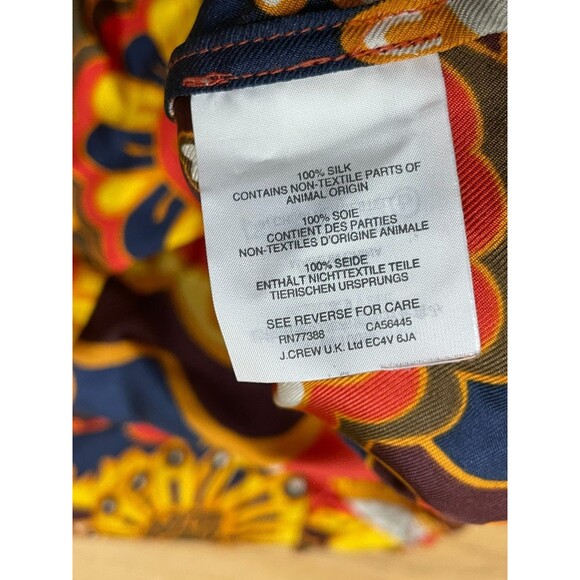 100% SILK
CONTAINS NON-TEXTILE PARTS OF
ANIMAL ORIGIN
100% SOIE
CONTIENT DES PARTIES
NON-TEXTILES D'ORIGINE ANIMALE
100% SEIDE
ENTHÄLT NICHTTEXTILE TEILE
TIERISCHEN URSPRUNGS
SEE REVERSE FOR CARE
RN77388 CA56445
J.CREW U.K. Ltd EC4V 6JA